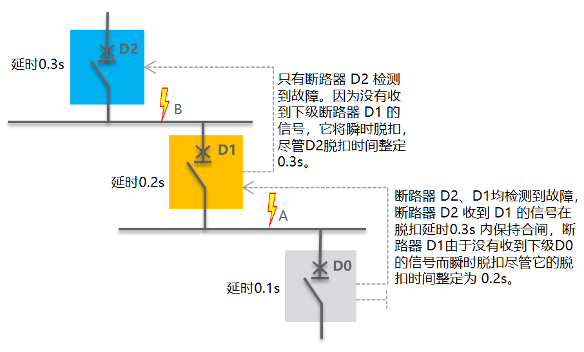 D2
延时0.3s
只有断路器 D2 检测
到故障。因为没有收
到下级断路器 D1 的
信号，它将瞬时脱扣，
尽管D2脱扣时间整定
0.3s。
B
D1
延时0.2s
断路器 D2、D1均检测到故障，
断路器 D2 收到 D1 的信号在
脱扣延时0.3s 内保持合闸，断
路器 D1由于没有收到下级D0
的信号而瞬时脱扣尽管它的脱
扣时间整定为 0.2s。
A
D0
延时0.1s